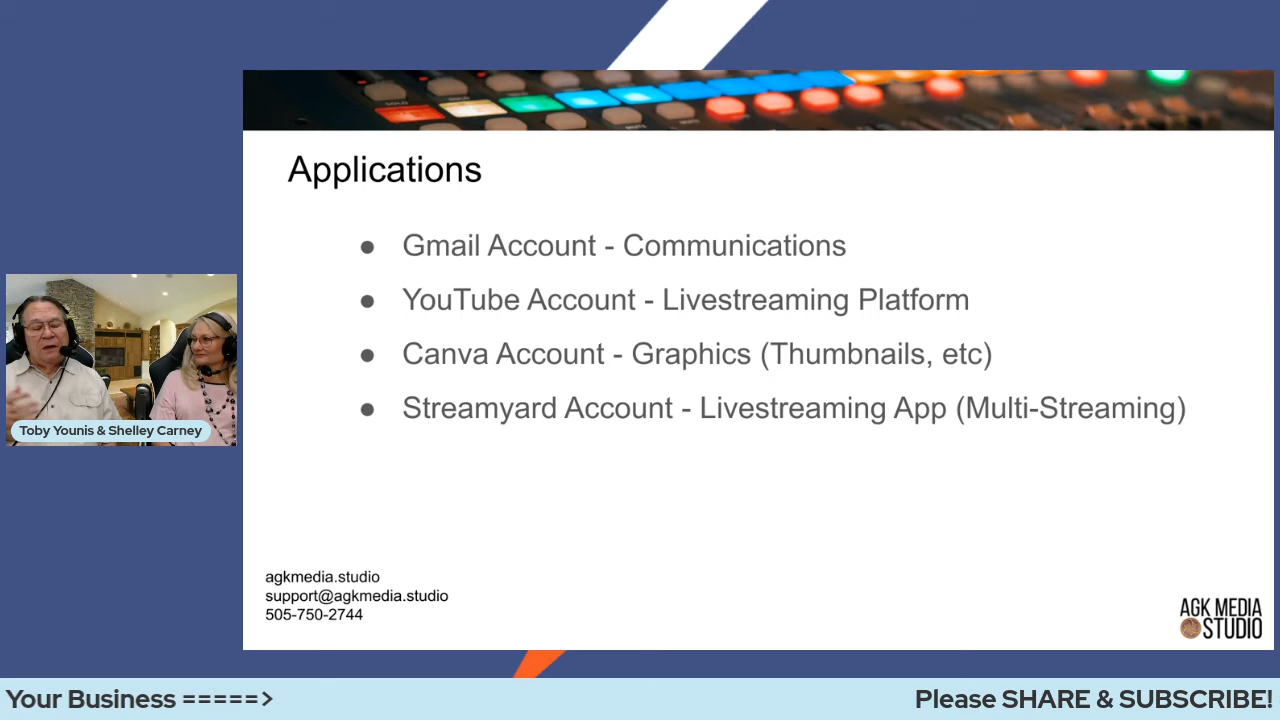 Applications
● Gmail Account - Communications
● YouTube Account - Livestreaming Platform
● Canva Account - Graphics (Thumbnails, etc)
● Streamyard Account - Livestreaming App (Multi-Streaming)
Toby Younis & Shelley Carney
agkmedia.studio
support@agkmedia.studio
505-750-2744
AGK MEDIA
STUDIO
Your Business =====>
Please SHARE & SUBSCRIBE!